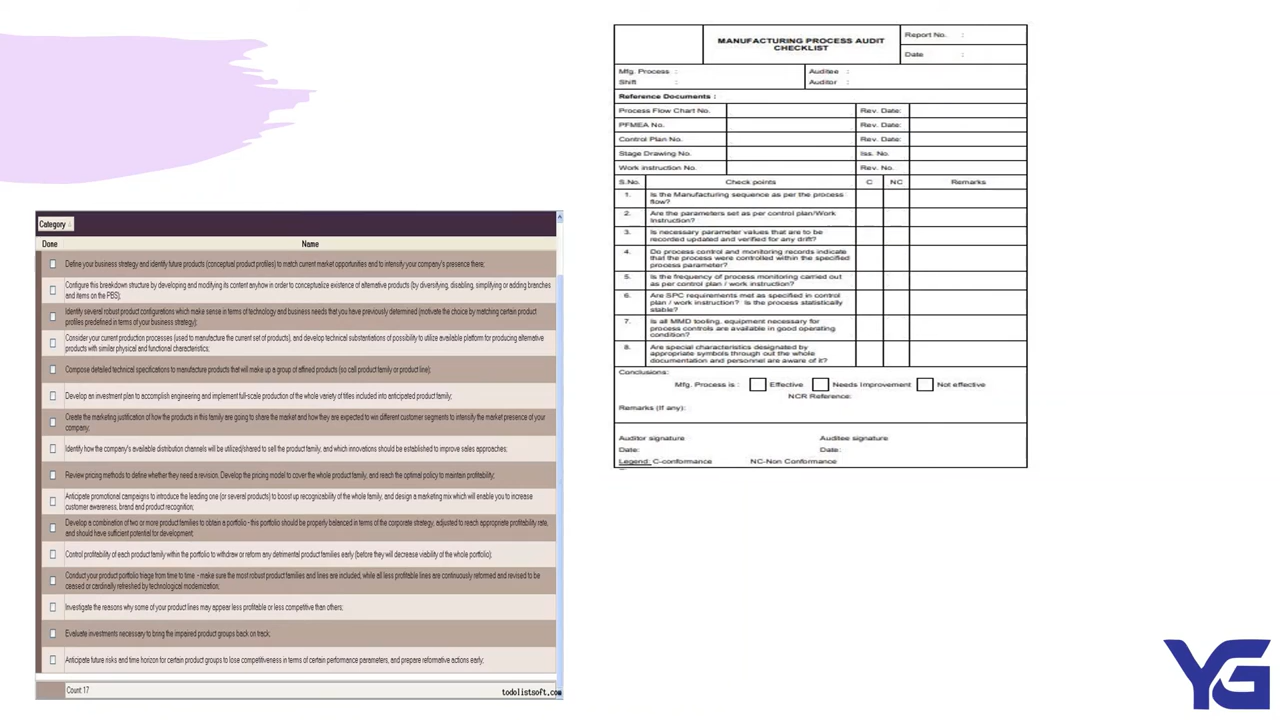 MANUFACTURING PROCESS AUDIT
CHECKLIST
Report No. :
Date :
Mfg. Process :
Shift :
Auditee :
Auditor :
Reference Documents :
Process Flow Chart No. Rev. Date:
PFMEA No. Rev. Date:
Control Plan No. Rev. Date:
Stage Drawing No. Iss. No.
Work instruction No. Rev. No.
S.No. Check points C NC Remarks
1. Is the Manufacturing sequence as per the process
flow?
2. Are the parameters set as per control plan/Work
Instruction?
3. Is necessary parameter values that are to be
recorded updated and verified for any drift?
4. Do process control and monitoring records indicate
that the process were controlled within the specified
process parameter?
5. Is the frequency of process monitoring carried out
as per control plan / work instruction?
6. Are SPC requirements met as specified in control
plan / work instruction? Is the process statistically
stable?
7. Is all MMD tooling, equipment necessary for
process controls are available in good operating
condition?
8. Are special characteristics designated by
appropriate symbols through out the whole
documentation and personnel are aware of it?
Conclusions:
Mfg. Process is : Effective Needs Improvement Not effective
NCR Reference:
Remarks (If any):
Auditor signature Auditee signature
Date: Date:
Legend: C-conformance NC-Non Conformance
Category
Done Name
Define your business strategy and identify future products (conceptual product profiles) to match current market opportunities and to intensify your company's presence there;
Configure this breakdown structure by developing and modifying its content anyhow in order to conceptualize existence of alternative products (by diversifying, disabling, simplifying or adding branches
and items on the PBS);
Identify several robust product configurations which make sense in terms of technology and business needs that you have previously determined (motivate the choice by matching certain product
profiles predefined in terms of your business strategy);
Consider your current production processes (used to manufacture the current set of products), and develop technical substantiations of possibility to utilize available platform for producing alternative
products with similar physical and functional characteristics;
Compose detailed technical specifications to manufacture products that will make up a group of affined products (so call product family or product line);
Develop an investment plan to accomplish engineering and implement full-scale production of the whole variety of titles included into anticipated product family;
Create the marketing justification of how the products in this family are going to share the market and how they are expected to win different customer segments to intensify the market presence of your
company;
Identify how the company's available distribution channels will be utilized/shared to sell the product family, and which innovations should be established to improve sales approaches;
Review pricing methods to define whether they need a revision. Develop the pricing model to cover the whole product family, and reach the optimal policy to maintain profitability;
Anticipate promotional campaigns to introduce the leading one (or several products) to boost up recognizability of the whole family, and design a marketing mix which will enable you to increase
customer awareness, brand and product recognition;
Develop a combination of two or more product families to obtain a portfolio - this portfolio should be properly balanced in terms of the corporate strategy, adjusted to reach appropriate profitability rate,
and should have sufficient potential for development;
Control profitability of each product family within the portfolio to withdraw or reform any detrimental product families early (before they will decrease viability of the whole portfolio);
Conduct your product portfolio triage from time to time - make sure the most robust product families and lines are included, while all less profitable lines are continuously reformed and revised to be
ceased or cardinally refreshed by technological modernization;
Investigate the reasons why some of your product lines may appear less profitable or less competitive than others;
Evaluate investments necessary to bring the impaired product groups back on track.
Anticipate future risks and time horizon for certain product groups to lose competitiveness in terms of certain performance parameters, and prepare reformative actions early;
Count 17
todolistsoft.com
YG